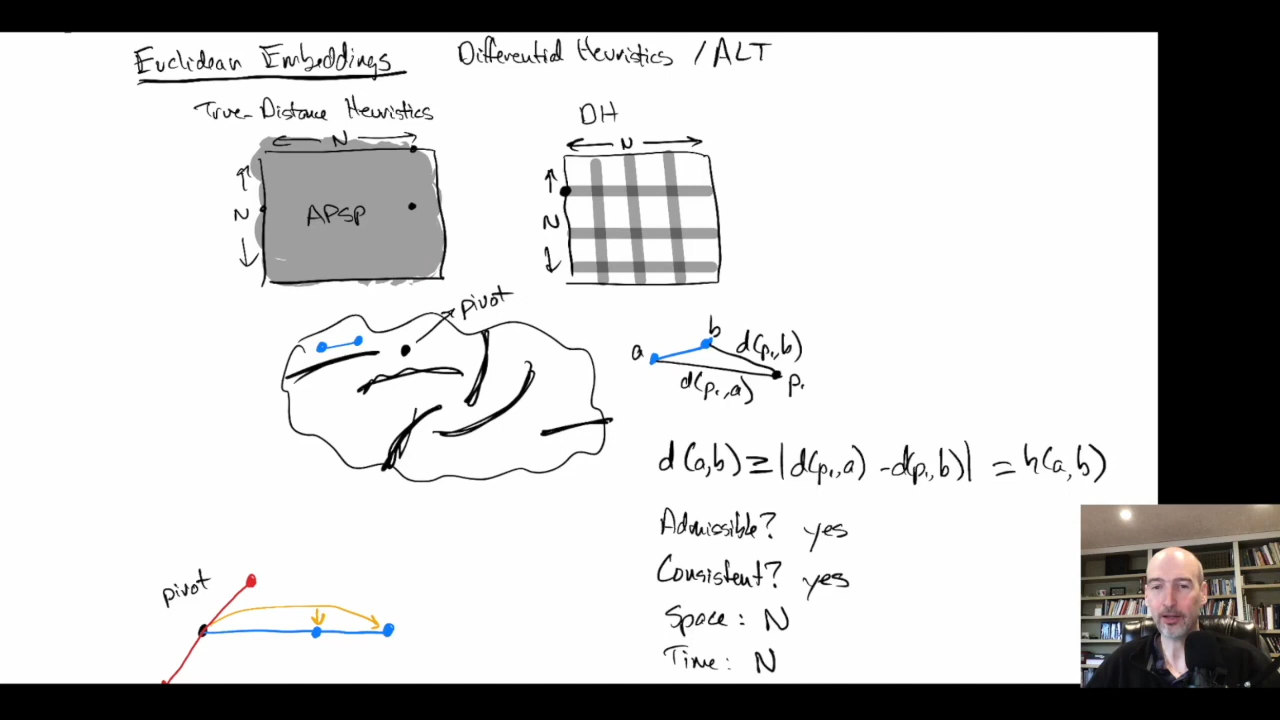 Euclidean Embeddings Differential Heuristics / ALT
True-Distance Heuristics DH
N N
N APSP N
pivot
a b d(p₁,b)
d(p₁,a) p₁
d(a,b) ≥ |d(p₁,a) - d(p₁,b)| = h(a,b)
Admissible? yes
Consistent? yes
pivot
Space: N
Time: N